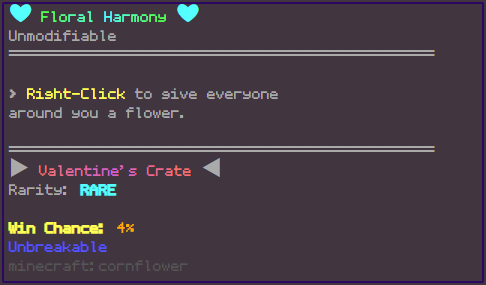 Floral Harmony
Unmodifiable
> Right-Click to give everyone
around you a flower.
Valentine's Crate
Rarity: RARE
Win Chance: 4%
Unbreakable
minecraft:cornflower